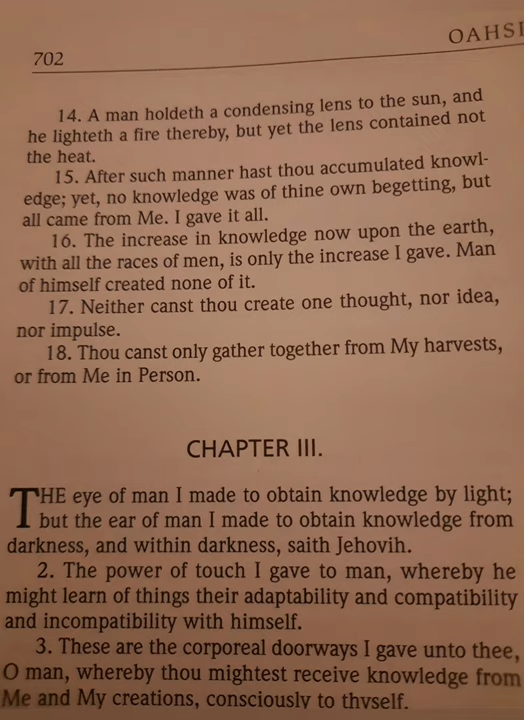 702
OAHSP
14. A man holdeth a condensing lens to the sun, and
he lighteth a fire thereby, but yet the lens contained not
the heat.
15. After such manner hast thou accumulated knowl-
edge; yet, no knowledge was of thine own begetting, but
all came from Me. I gave it all.
16. The increase in knowledge now upon the earth,
with all the races of men, is only the increase I gave. Man
of himself created none of it.
17. Neither canst thou create one thought, nor idea,
nor impulse.
18. Thou canst only gather together from My harvests,
or from Me in Person.
CHAPTER III.
THE eye of man I made to obtain knowledge by light;
but the ear of man I made to obtain knowledge from
darkness, and within darkness, saith Jehovih.
2. The power of touch I gave to man, whereby he
might learn of things their adaptability and compatibility
and incompatibility with himself.
3. These are the corporeal doorways I gave unto thee,
O man, whereby thou mightest receive knowledge from
Me and My creations, consciously to thyself.